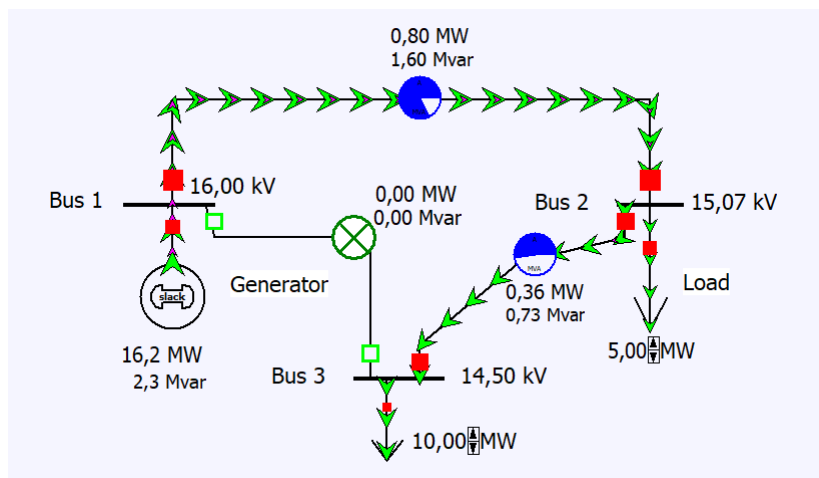 0,80 MW
1,60 Mvar
Bus 1
16,00 kV
0,00 MW
0,00 Mvar
Bus 2
15,07 kV
MVA
Generator
slack
0,36 MW
0,73 Mvar
Load
16,2 MW
2,3 Mvar
5,00 MW
Bus 3
14,50 kV
10,00 MW